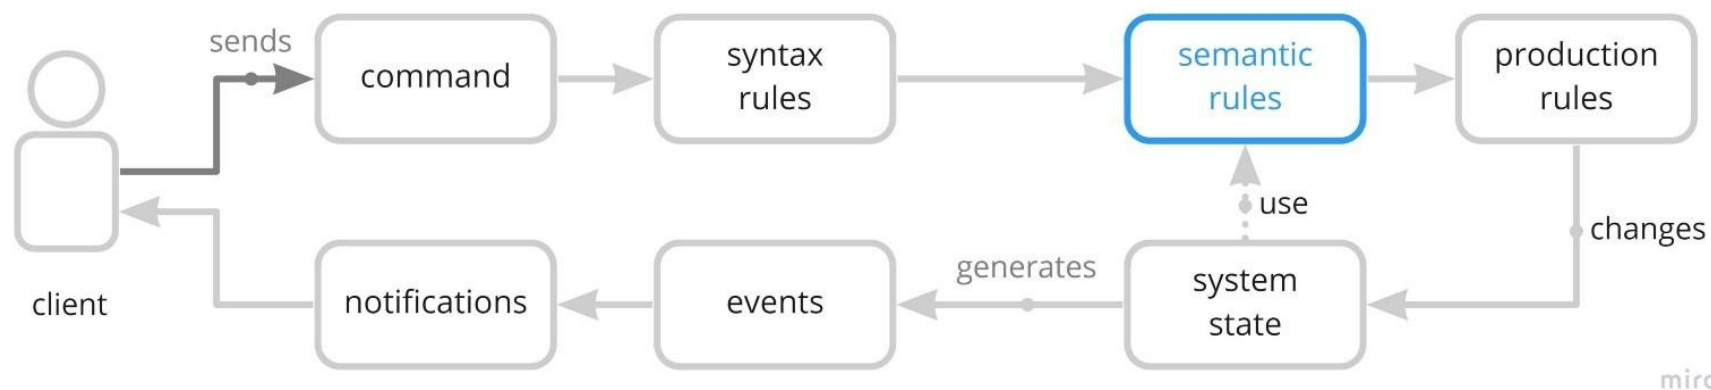 sends
command
syntax
rules
semantic
rules
production
rules
use
changes
generates
client
notifications
events
system
state